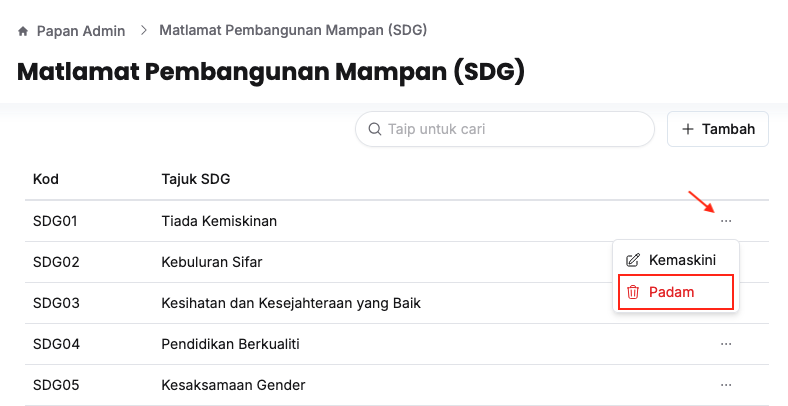 Papan Admin > Matlamat Pembangunan Mampan (SDG)
Matlamat Pembangunan Mampan (SDG)
Taip untuk cari + Tambah
Kod Tajuk SDG
SDG01 Tiada Kemiskinan ...
SDG02 Kebuluran Sifar
Kemaskini
Padam
SDG03 Kesihatan dan Kesejahteraan yang Baik
SDG04 Pendidikan Berkualiti ...
SDG05 Kesaksamaan Gender ...